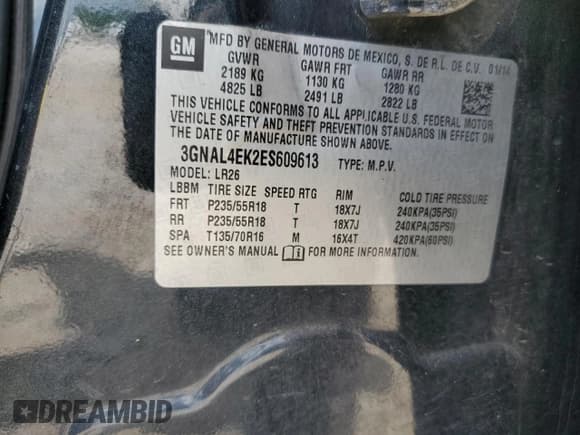 GM MFD BY GENERAL MOTORS DE MEXICO, S. DE R.L. DE C.V. 01/14
GVWR GAWR FRT GAWR RR
2189 KG 1130 KG 1280 KG
4825 LB 2491 LB 2822 LB
THIS VEHICLE CONFORMS TO ALL APPLICABLE U.S. FEDERAL MOTOR
VEHICLE SAFETY AND THEFT PREVENTION STANDARDS IN EFFECT ON
THE DATE OF MANUFACTURE SHOWN ABOVE.
3GNAL4EK2ES609613 TYPE: M.P.V.
MODEL: LR26
LBBM TIRE SIZE SPEED RTG RIM COLD TIRE PRESSURE
FRT P235/55R18 T 18X7J 240KPA(35PSI)
RR P235/55R18 T 18X7J 240KPA(35PSI)
SPA T135/70R16 M 16X4T 420KPA(60PSI)
SEE OWNER'S MANUAL FOR MORE INFORMATION.
DREAMBID